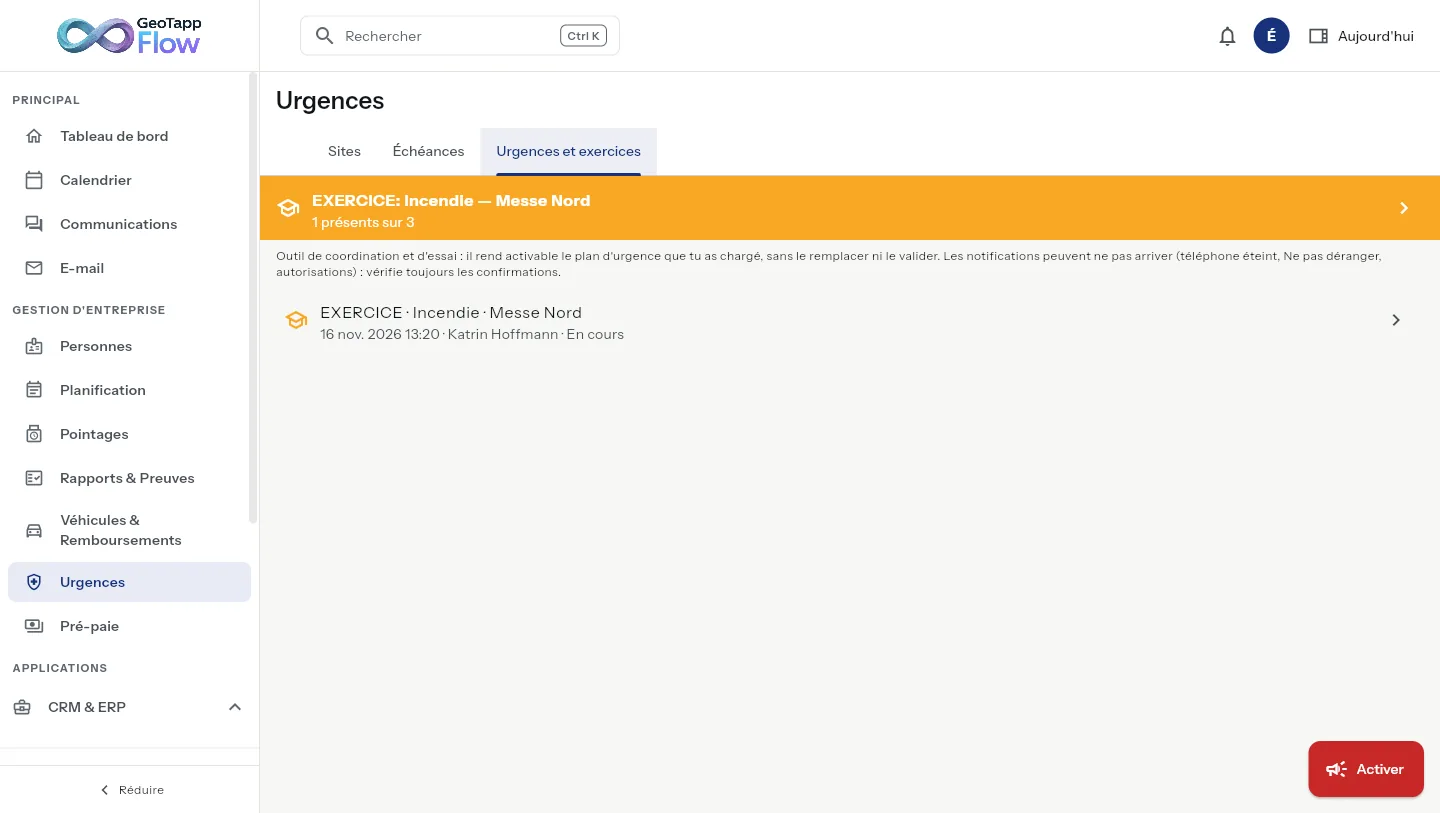 GeoTapp
Flow
Rechercher
Ctrl K
É
Aujourd'hui
PRINCIPAL
Tableau de bord
Calendrier
Communications
E-mail
GESTION D'ENTREPRISE
Personnes
Planification
Pointages
Rapports & Preuves
Véhicules &
Remboursements
Urgences
Pré-paie
APPLICATIONS
CRM & ERP
Réduire
Urgences
Sites
Échéances
Urgences et exercices
EXERCICE: Incendie — Messe Nord
1 présents sur 3
Outil de coordination et d'essai : il rend activable le plan d'urgence que tu as chargé, sans le remplacer ni le valider. Les notifications peuvent ne pas arriver (téléphone éteint, Ne pas déranger,
autorisations) : vérifie toujours les confirmations.
EXERCICE · Incendie · Messe Nord
16 nov. 2026 13:20 · Katrin Hoffmann · En cours
Activer